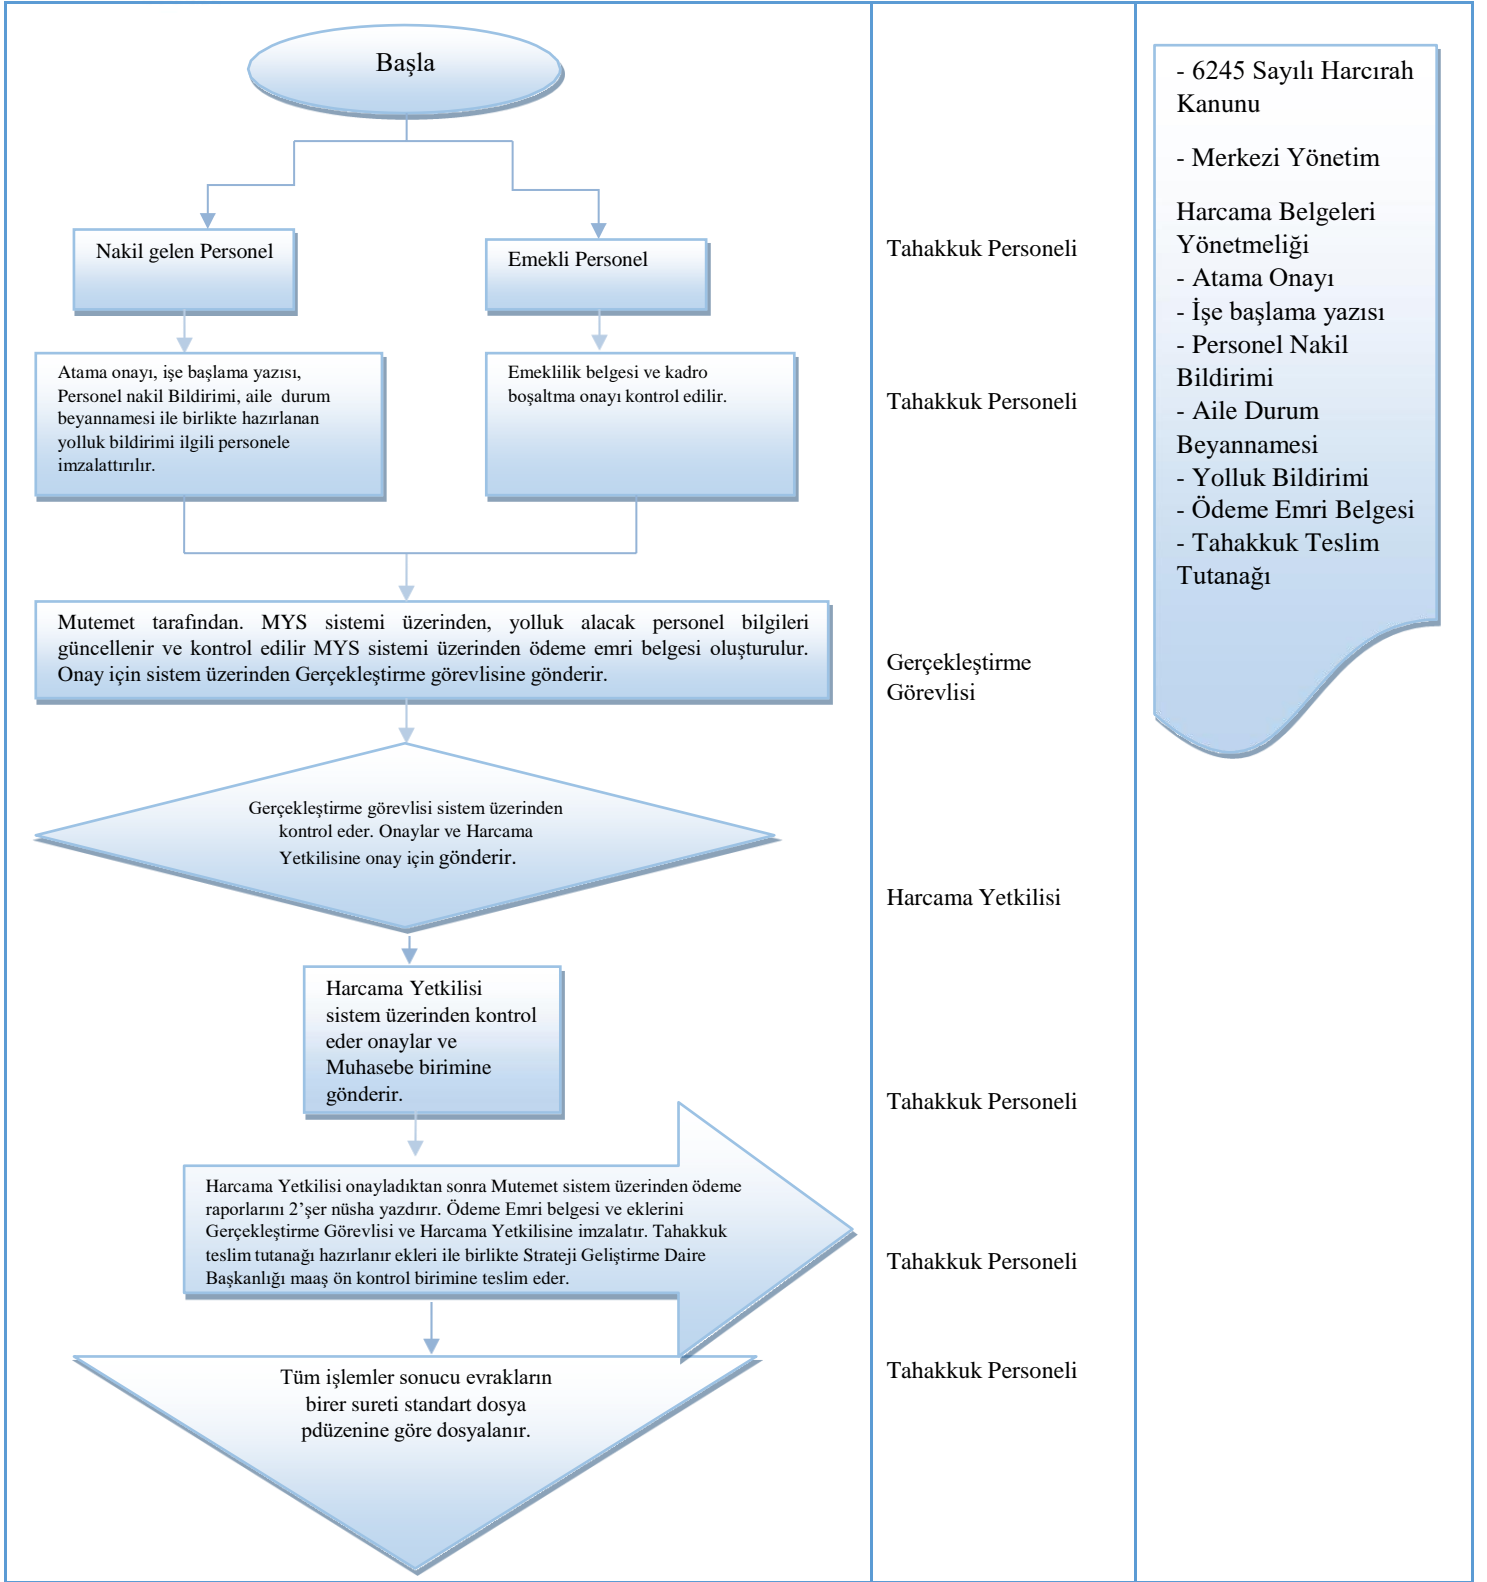 Başla
Nakil gelen Personel
Emekli Personel
Atama onayı, işe başlama yazısı,
Personel nakil Bildirimi, aile durum
beyannamesi ile birlikte hazırlanan
yolluk bildirimi ilgili personele
imzalattırılır.
Emeklilik belgesi ve kadro
boşaltma onayı kontrol edilir.
Mutemet tarafından. MYS sistemi üzerinden, yolluk alacak personel bilgileri
güncellenir ve kontrol edilir MYS sistemi üzerinden ödeme emri belgesi oluşturulur.
Onay için sistem üzerinden Gerçekleştirme görevlisine gönderir.
Gerçekleştirme görevlisi sistem üzerinden
kontrol eder. Onaylar ve Harcama
Yetkilisine onay için gönderir.
Harcama Yetkilisi
sistem üzerinden kontrol
eder onaylar ve
Muhasebe birimine
gönderir.
Harcama Yetkilisi onayladıktan sonra Mutemet sistem üzerinden ödeme
raporlarını 2’şer nüsha yazdırır. Ödeme Emri belgesi ve eklerini
Gerçekleştirme Görevlisi ve Harcama Yetkilisine imzalatır. Tahakkuk
teslim tutanağı hazırlanır ekleri ile birlikte Strateji Geliştirme Daire
Başkanlığı maaş ön kontrol birimine teslim eder.
Tüm işlemler sonucu evrakların
birer sureti standart dosya
pdüzenine göre dosyalanır.
Tahakkuk Personeli
Tahakkuk Personeli
Gerçekleştirme
Görevlisi
Harcama Yetkilisi
Tahakkuk Personeli
Tahakkuk Personeli
Tahakkuk Personeli
- 6245 Sayılı Harcırah
Kanunu
- Merkezi Yönetim
Harcama Belgeleri
Yönetmeliği
- Atama Onayı
- İşe başlama yazısı
- Personel Nakil
Bildirimi
- Aile Durum
Beyannamesi
- Yolluk Bildirimi
- Ödeme Emri Belgesi
- Tahakkuk Teslim
Tutanağı